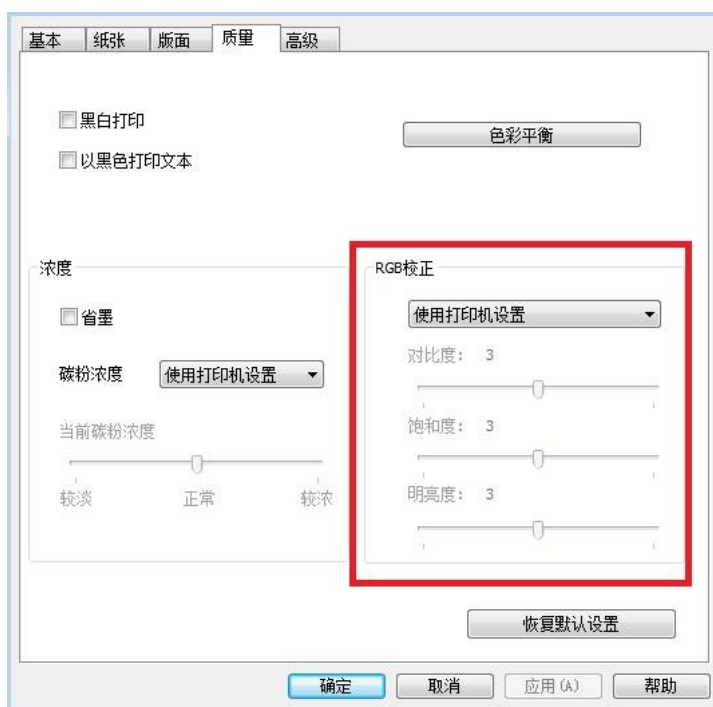 基本 纸张 版面 质量 高级
黑白打印
色彩平衡
以黑色打印文本
浓度
省墨
碳粉浓度 使用打印机设置
当前碳粉浓度
较淡 正常 较浓
RGB校正
使用打印机设置
对比度: 3
饱和度: 3
明亮度: 3
恢复默认设置
确定 取消 应用(A) 帮助